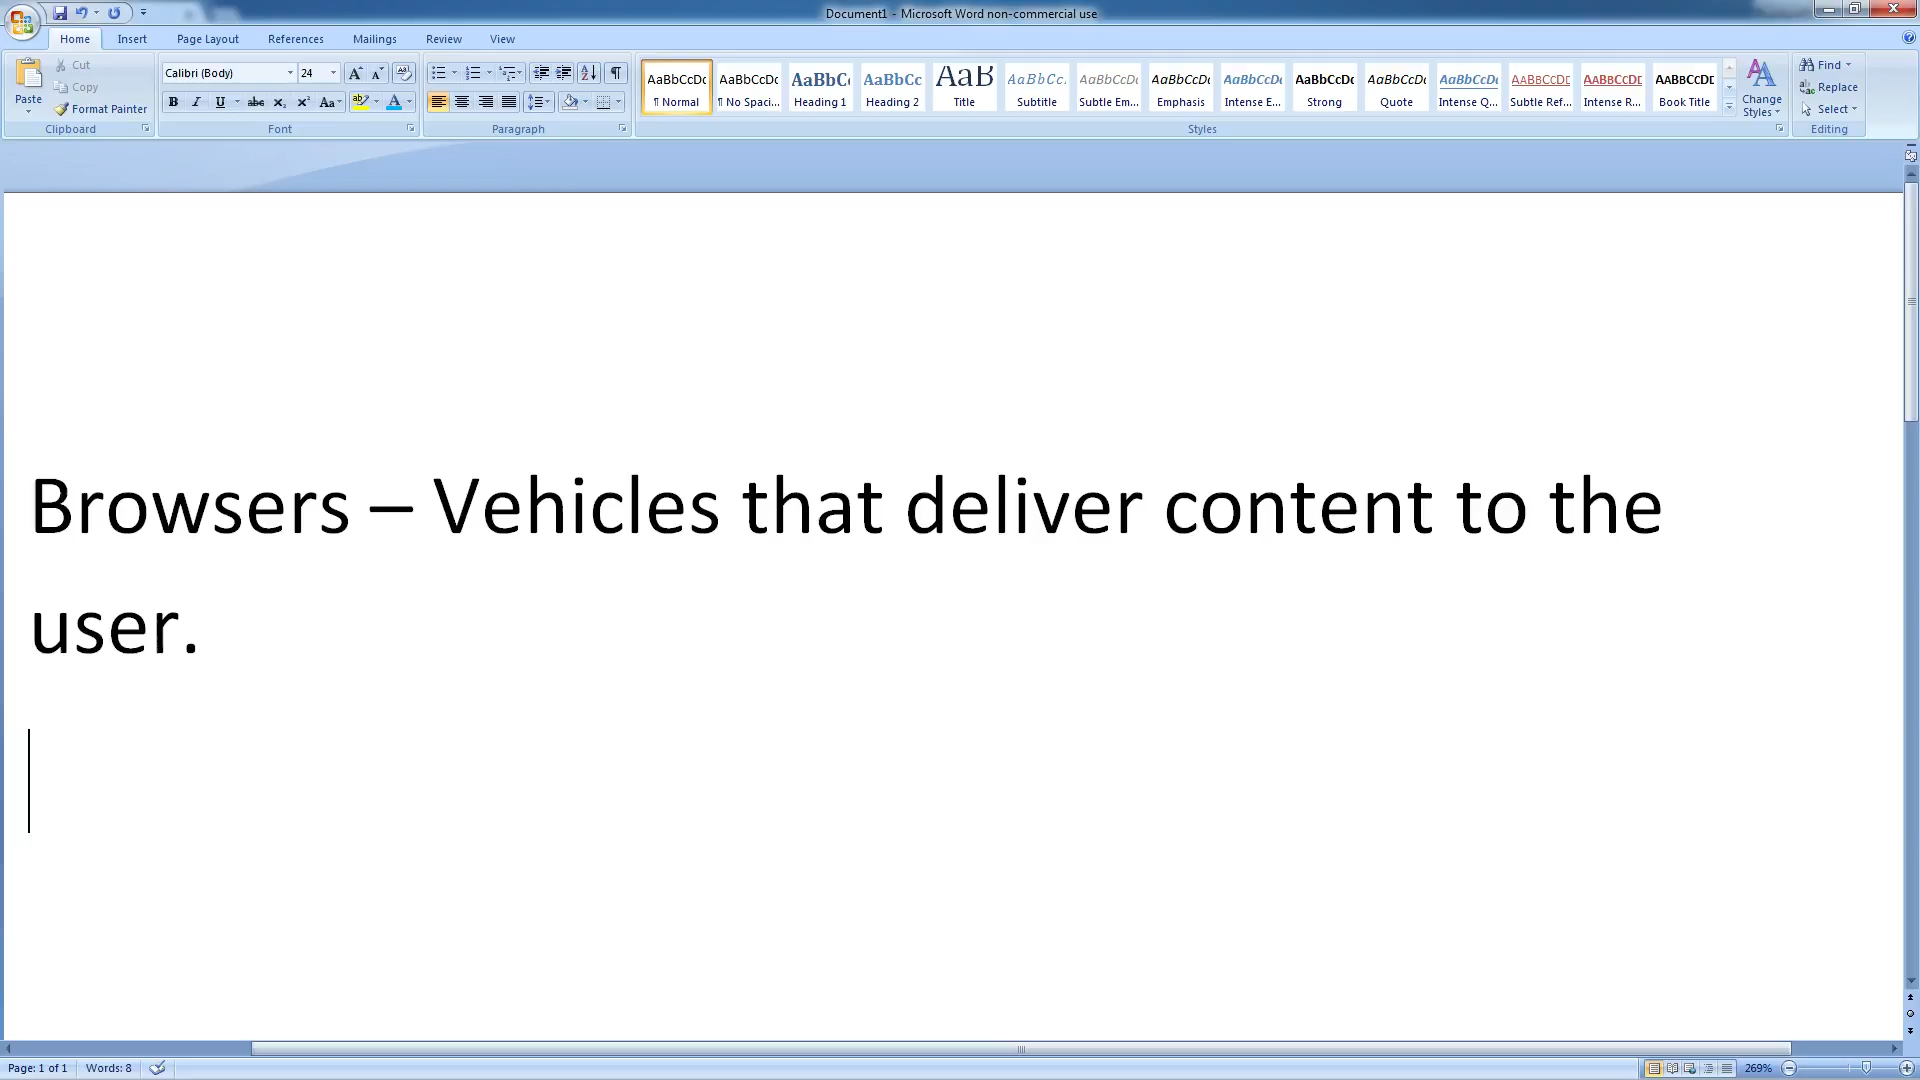 Document1 - Microsoft Word non-commercial use
Home Insert Page Layout References Mailings Review View
Paste
Cut
Copy
Format Painter
Clipboard
Calibri (Body) 24
Font
Paragraph
AaBbCcDc AaBbCcDc AaBbC AaBbCc AaB AaBbCc. AaBbCcDc AaBbCcDc AaBbCcDc AaBbCcDc AaBbCcDc AaBbCcDc AABBCCDE AABBCCDE AABBCCDE
¶ Normal ¶ No Spaci... Heading 1 Heading 2 Title Subtitle Subtle Em... Emphasis Intense E... Strong Quote Intense Q... Subtle Ref... Intense R... Book Title
Change
Styles
Styles
Find
Replace
Select
Editing
Browsers – Vehicles that deliver content to the
user.
Page: 1 of 1 Words: 8 269%